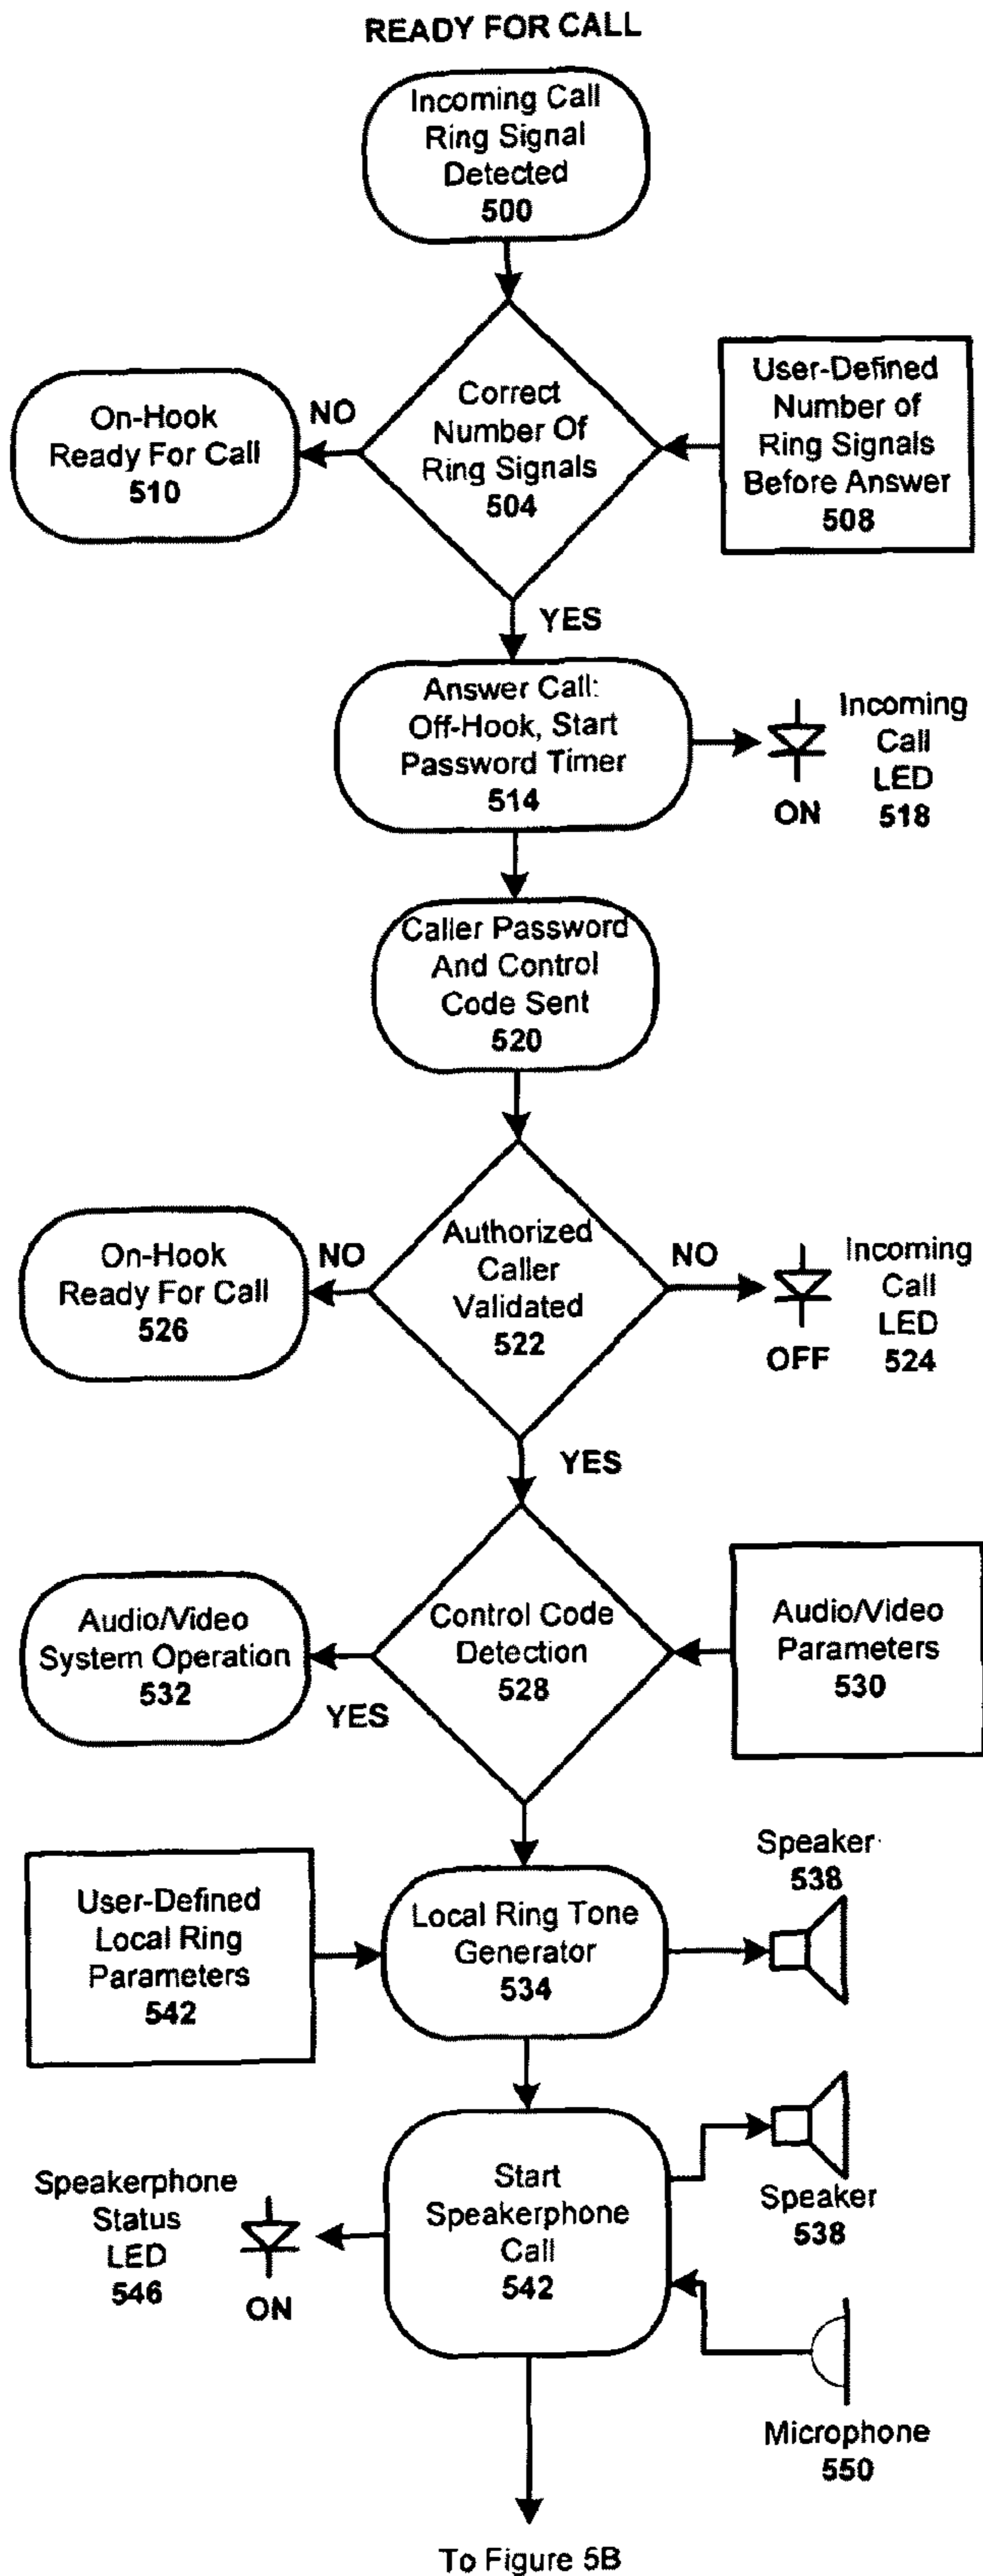 READY FOR CALL
Incoming Call
Ring Signal
Detected
500
Correct
Number Of
Ring Signals
504
User-Defined
Number of
Ring Signals
Before Answer
508
NO
On-Hook
Ready For Call
510
YES
Answer Call:
Off-Hook, Start
Password Timer
514
Incoming
Call
LED
518
ON
Caller Password
And Control
Code Sent
520
Authorized
Caller
Validated
522
NO
On-Hook
Ready For Call
526
NO
Incoming
Call
LED
524
OFF
YES
Control Code
Detection
528
Audio/Video
Parameters
530
Audio/Video
System Operation
532
YES
User-Defined
Local Ring
Parameters
542
Local Ring Tone
Generator
534
Speaker
538
Start
Speakerphone
Call
542
Speaker
538
Speakerphone
Status
LED
546
ON
Microphone
550
To Figure 5B